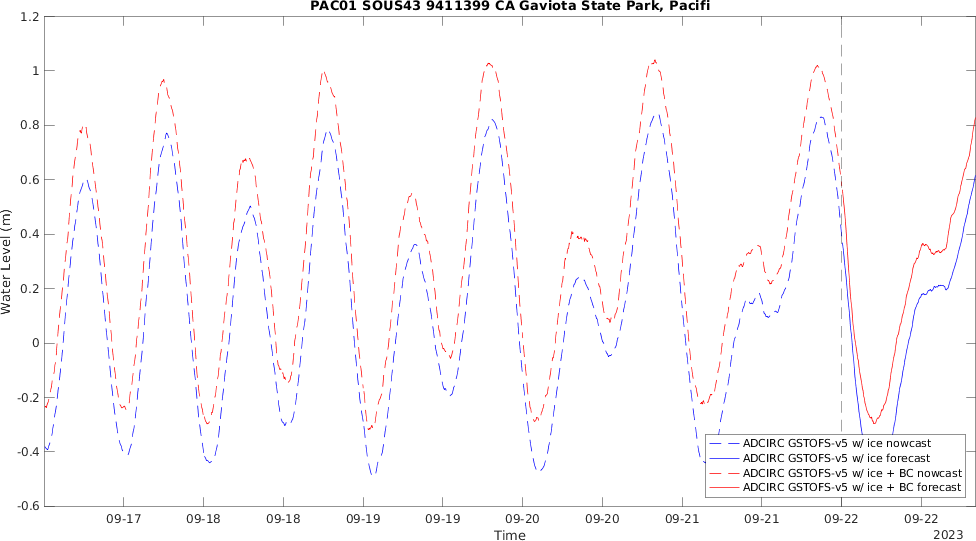 PAC01 SOUS43 9411399 CA Gaviota State Park, Pacifi
1.2
1
0.8
0.6
0.4
0.2
0
-0.2
-0.4
-0.6
Water Level (m)
ADCIRC GSTOFS-v5 w/ ice nowcast
ADCIRC GSTOFS-v5 w/ ice forecast
ADCIRC GSTOFS-v5 w/ ice + BC nowcast
ADCIRC GSTOFS-v5 w/ ice + BC forecast
09-17 09-18 09-18 09-19 09-19 09-20 09-20 09-21 09-21 09-22 09-22
Time
2023